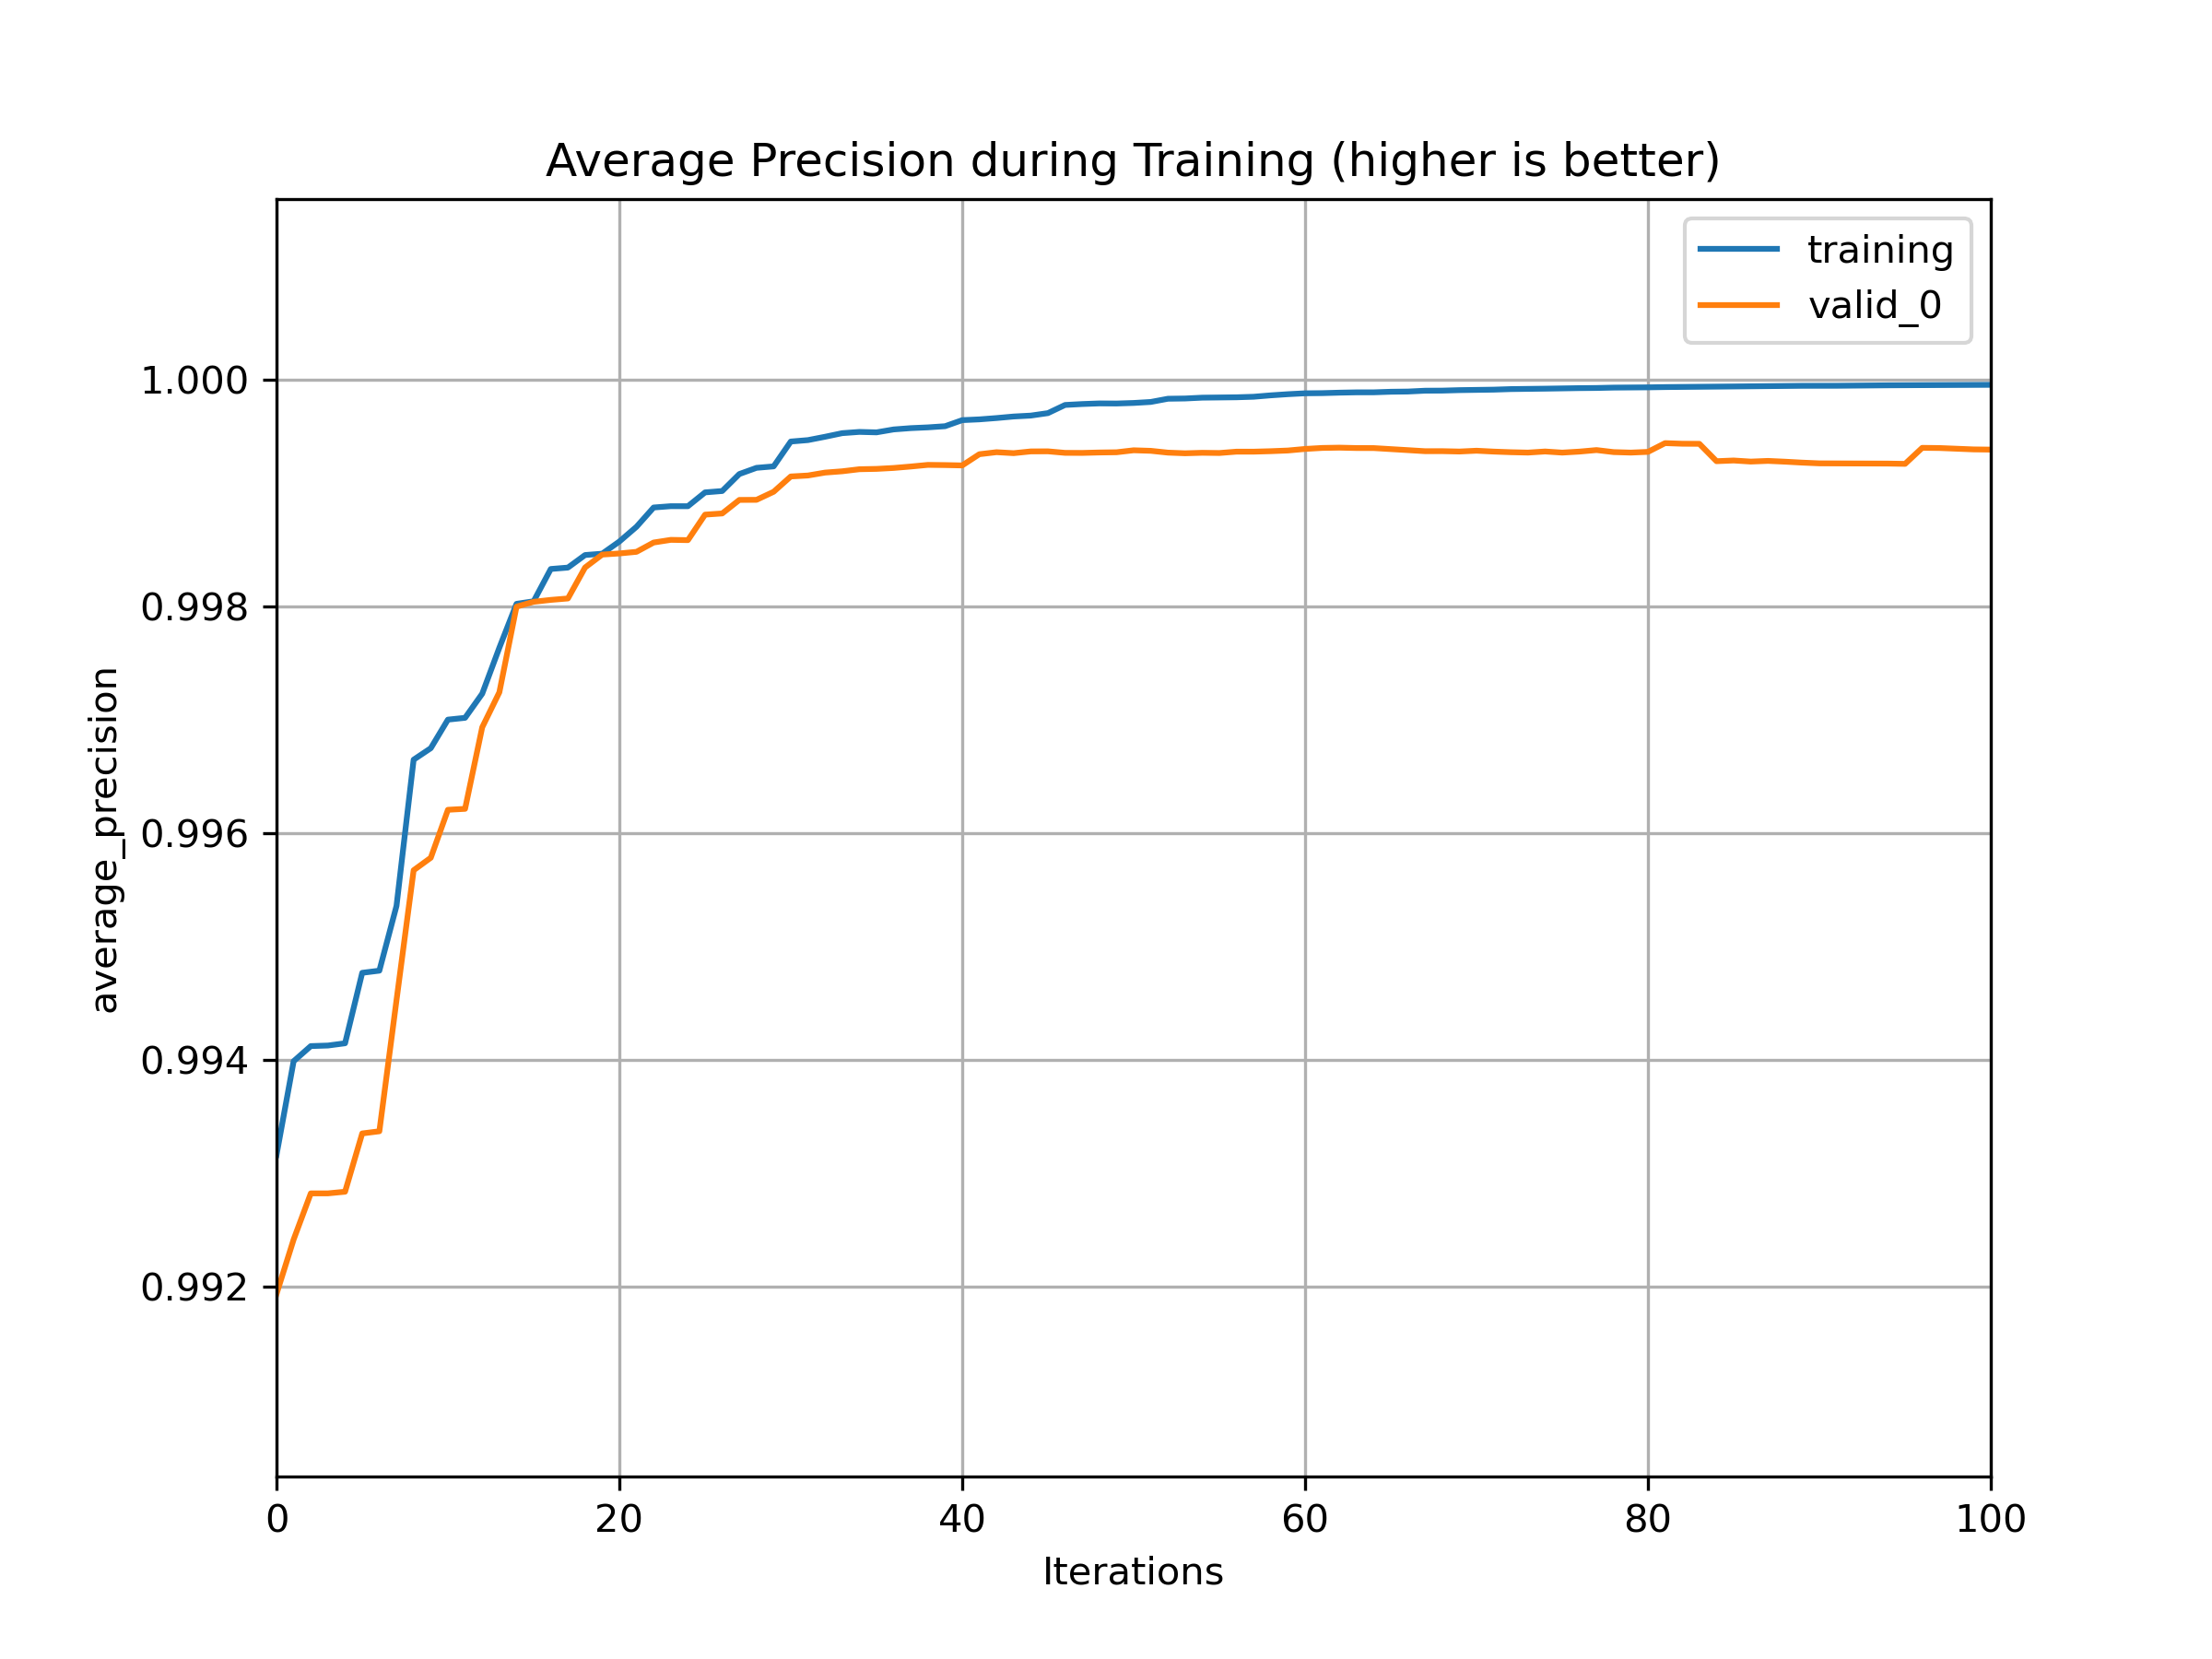 Average Precision during Training (higher is better)
training
valid_0
1.000
0.998
0.996
0.994
0.992
average_precision
0
20
40
60
80
100
Iterations